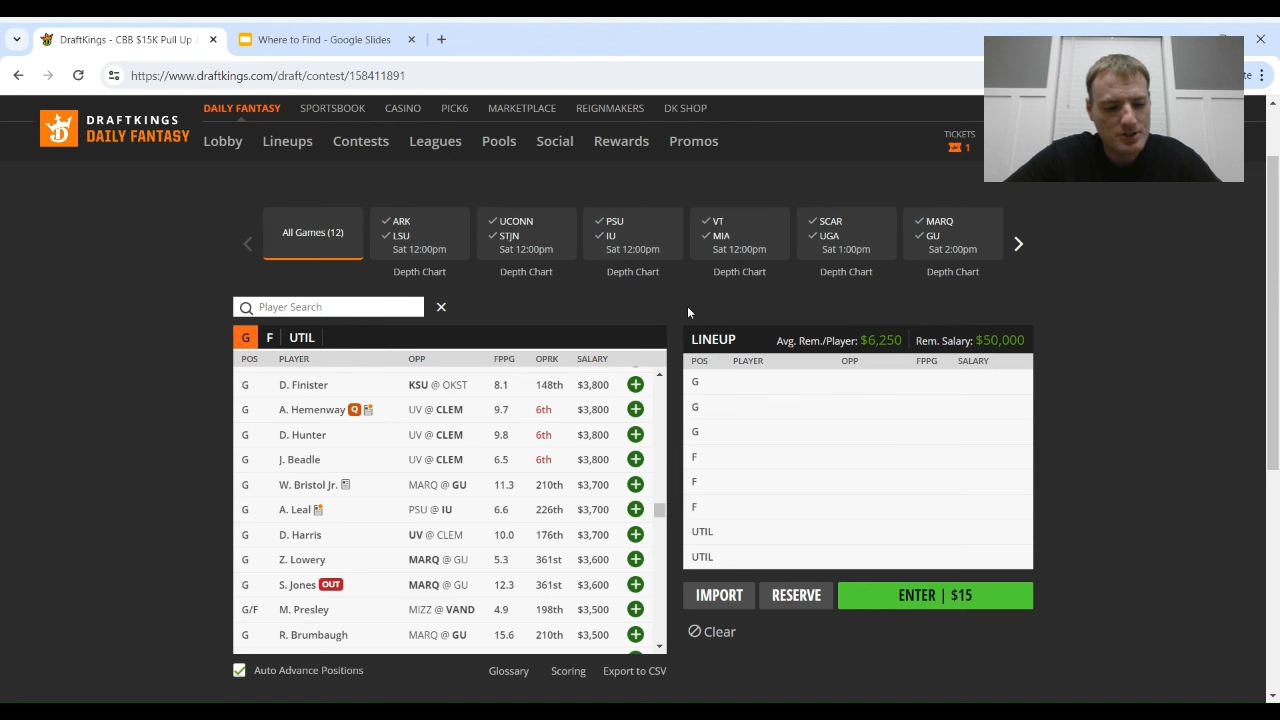 DraftKings - CBB $15K Pull Up
Where to Find - Google Slides
https://www.draftkings.com/draft/contest/158411891
DAILY FANTASY SPORTSBOOK CASINO PICK6 MARKETPLACE REIGNMAKERS DK SHOP
DRAFTKINGS
DAILY FANTASY
Lobby Lineups Contests Leagues Pools Social Rewards Promos
TICKETS
1
All Games (12)
ARK
LSU
Sat 12:00pm
Depth Chart
UCONN
STJN
Sat 12:00pm
Depth Chart
PSU
IU
Sat 12:00pm
Depth Chart
VT
MIA
Sat 12:00pm
Depth Chart
SCAR
UGA
Sat 1:00pm
Depth Chart
MARQ
GU
Sat 2:00pm
Depth Chart
Player Search
G F UTIL
POS PLAYER OPP FPPG OPRK SALARY
G D. Finister KSU @ OKST 8.1 148th $3,800
G A. Hemenway Q UV @ CLEM 9.7 6th $3,800
G D. Hunter UV @ CLEM 9.8 6th $3,800
G J. Beadle UV @ CLEM 6.5 6th $3,800
G W. Bristol Jr. MARQ @ GU 11.3 210th $3,700
G A. Leal PSU @ IU 6.6 226th $3,700
G D. Harris UV @ CLEM 10.0 176th $3,700
G Z. Lowery MARQ @ GU 5.3 361st $3,600
G S. Jones OUT MARQ @ GU 12.3 361st $3,600
G/F M. Presley MIZZ @ VAND 4.9 198th $3,500
G R. Brumbaugh MARQ @ GU 15.6 210th $3,500
Auto Advance Positions
Glossary Scoring Export to CSV
LINEUP Avg. Rem./Player: $6,250 Rem. Salary: $50,000
POS PLAYER OPP FPPG SALARY
G
G
G
F
F
F
UTIL
UTIL
IMPORT RESERVE ENTER | $15
Clear